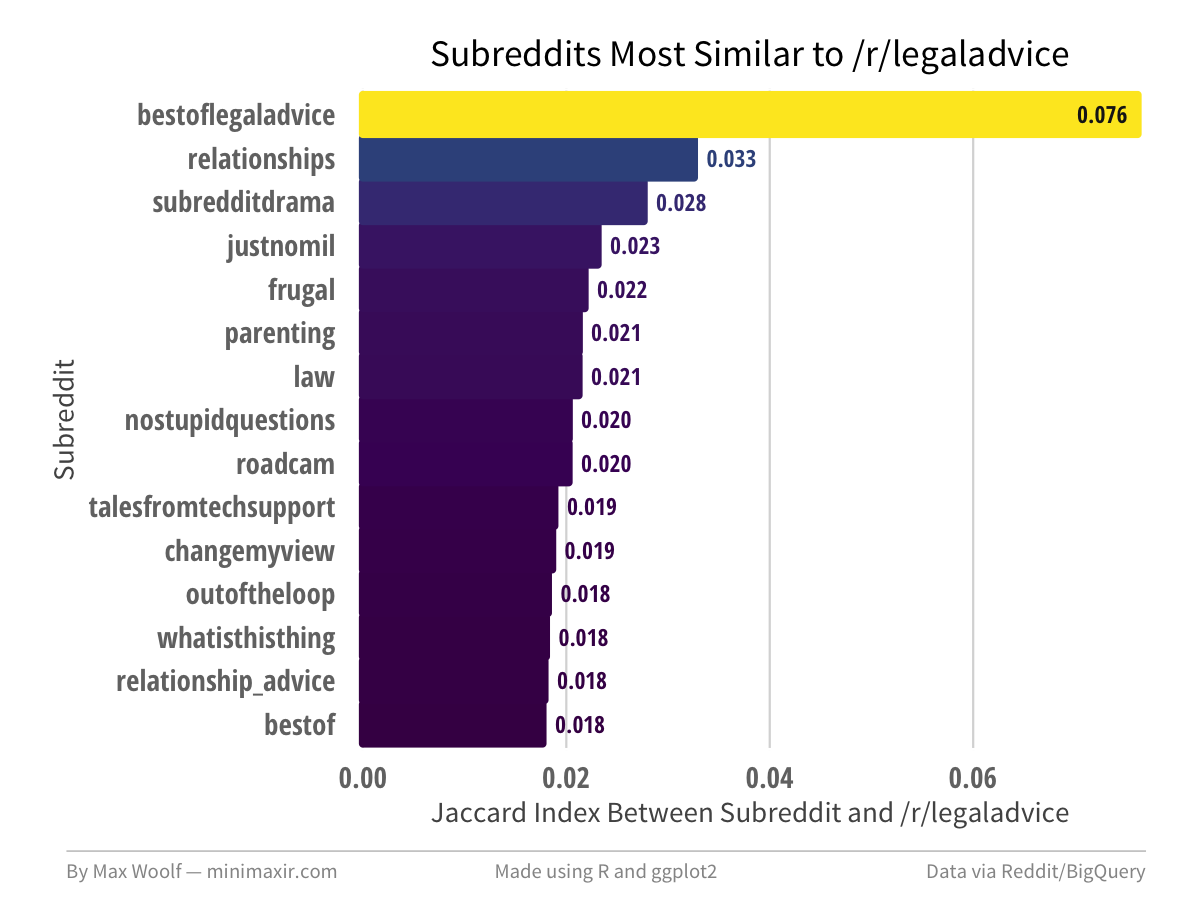 Subreddits Most Similar to /r/legaladvice
bestoflegaladvice 0.076
relationships 0.033
subredditdrama 0.028
justnomil 0.023
frugal 0.022
parenting 0.021
law 0.021
nostupidquestions 0.020
roadcam 0.020
talesfromtechsupport 0.019
changemyview 0.019
outoftheloop 0.018
whatisthisthing 0.018
relationship_advice 0.018
bestof 0.018
Subreddit
0.00 0.02 0.04 0.06
Jaccard Index Between Subreddit and /r/legaladvice
By Max Woolf — minimaxir.com Made using R and ggplot2 Data via Reddit/BigQuery